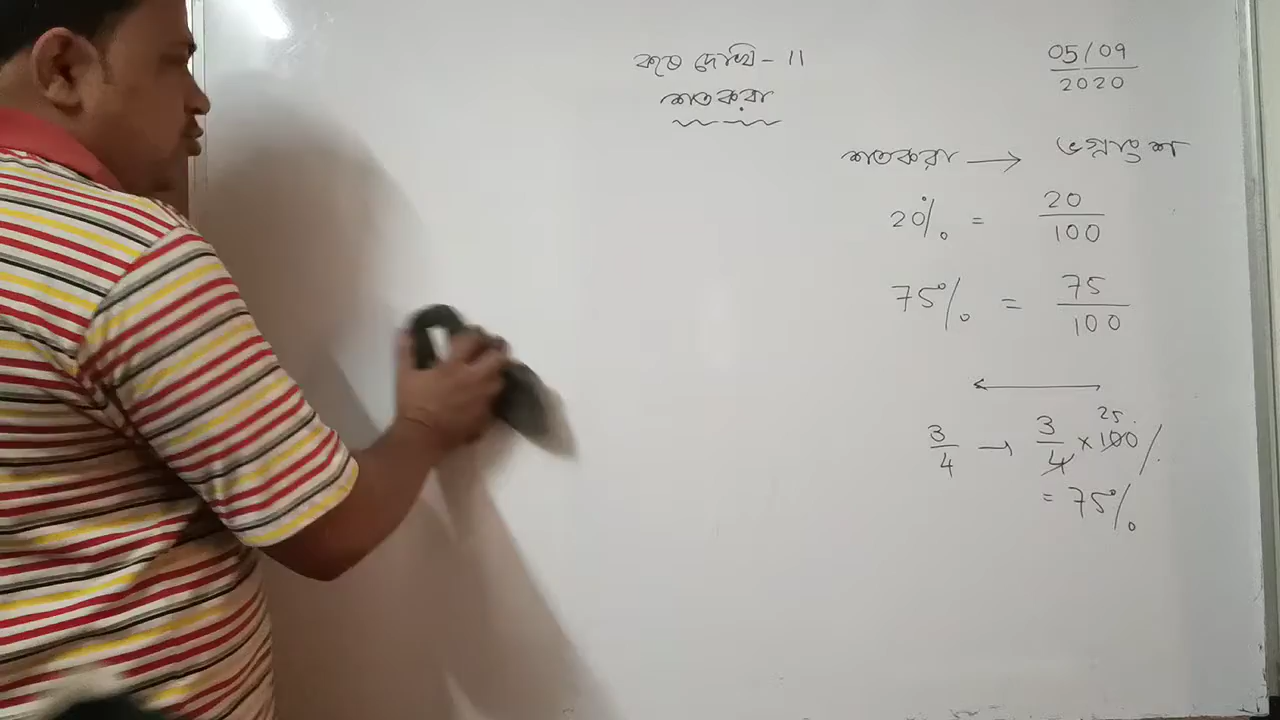 কষে দেখি - 11
শতকরা
05/09
2020
শতকরা → ভগ্নাংশ
20% = 20/100
75% = 75/100
3/4 → 3/4 × 100% 25
= 75%